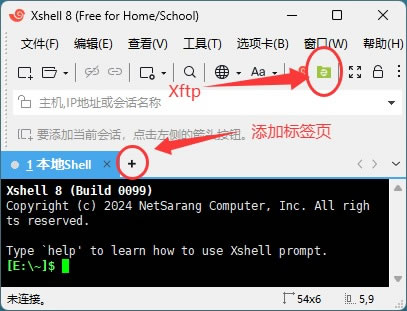 Xshell 8 (Free for Home/School)
文件(F) 编辑(E) 查看(V) 工具(T) 选项卡(B) 窗口(W) 帮助(H)
Aa
Xftp
主机,IP地址或会话名称
要添加当前会话，点击左侧的箭头按钮。
添加标签页
1 本地Shell × +
Xshell 8 (Build 0099)
Copyright (c) 2024 NetSarang Computer, Inc. All righ
ts reserved.
Type `help' to learn how to use Xshell prompt.
[E:\~]$
未连接。 54x6 5,9